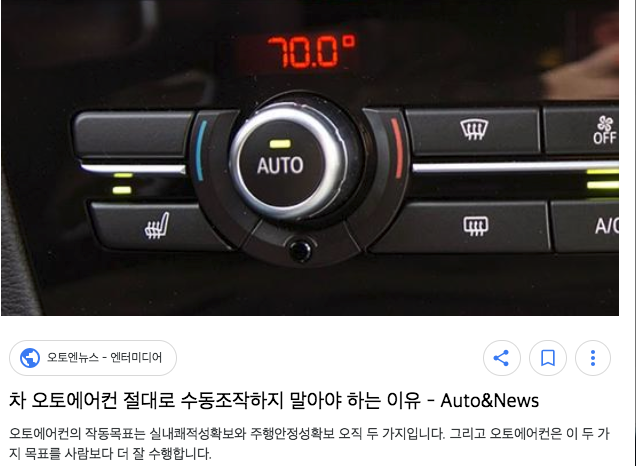 70.0°
AUTO
OFF
A/C
오토엔뉴스 - 엔터미디어
차 오토에어컨 절대로 수동조작하지 말아야 하는 이유 - Auto&News
오토에어컨의 작동목표는 실내쾌적성확보와 주행안정성확보 오직 두 가지입니다. 그리고 오토에어컨은 이 두 가
지 목표를 사람보다 더 잘 수행합니다.